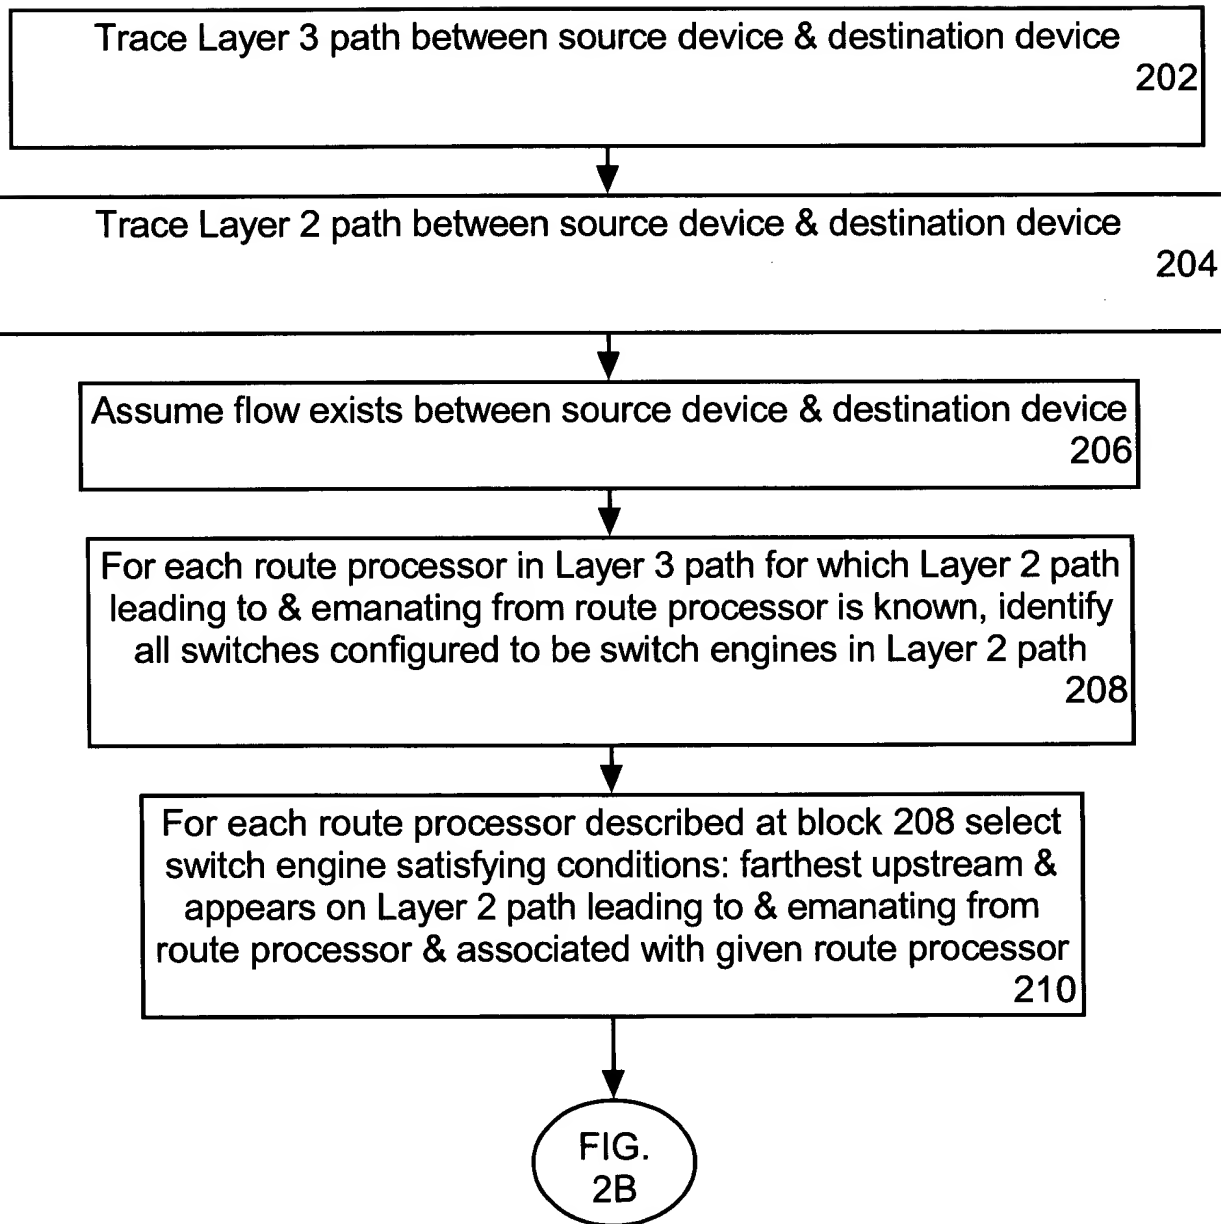 Trace Layer 3 path between source device & destination device
202
Trace Layer 2 path between source device & destination device
204
Assume flow exists between source device & destination device
206
For each route processor in Layer 3 path for which Layer 2 path
leading to & emanating from route processor is known, identify
all switches configured to be switch engines in Layer 2 path
208
For each route processor described at block 208 select
switch engine satisfying conditions: farthest upstream &
appears on Layer 2 path leading to & emanating from
route processor & associated with given route processor
210
FIG.
2B